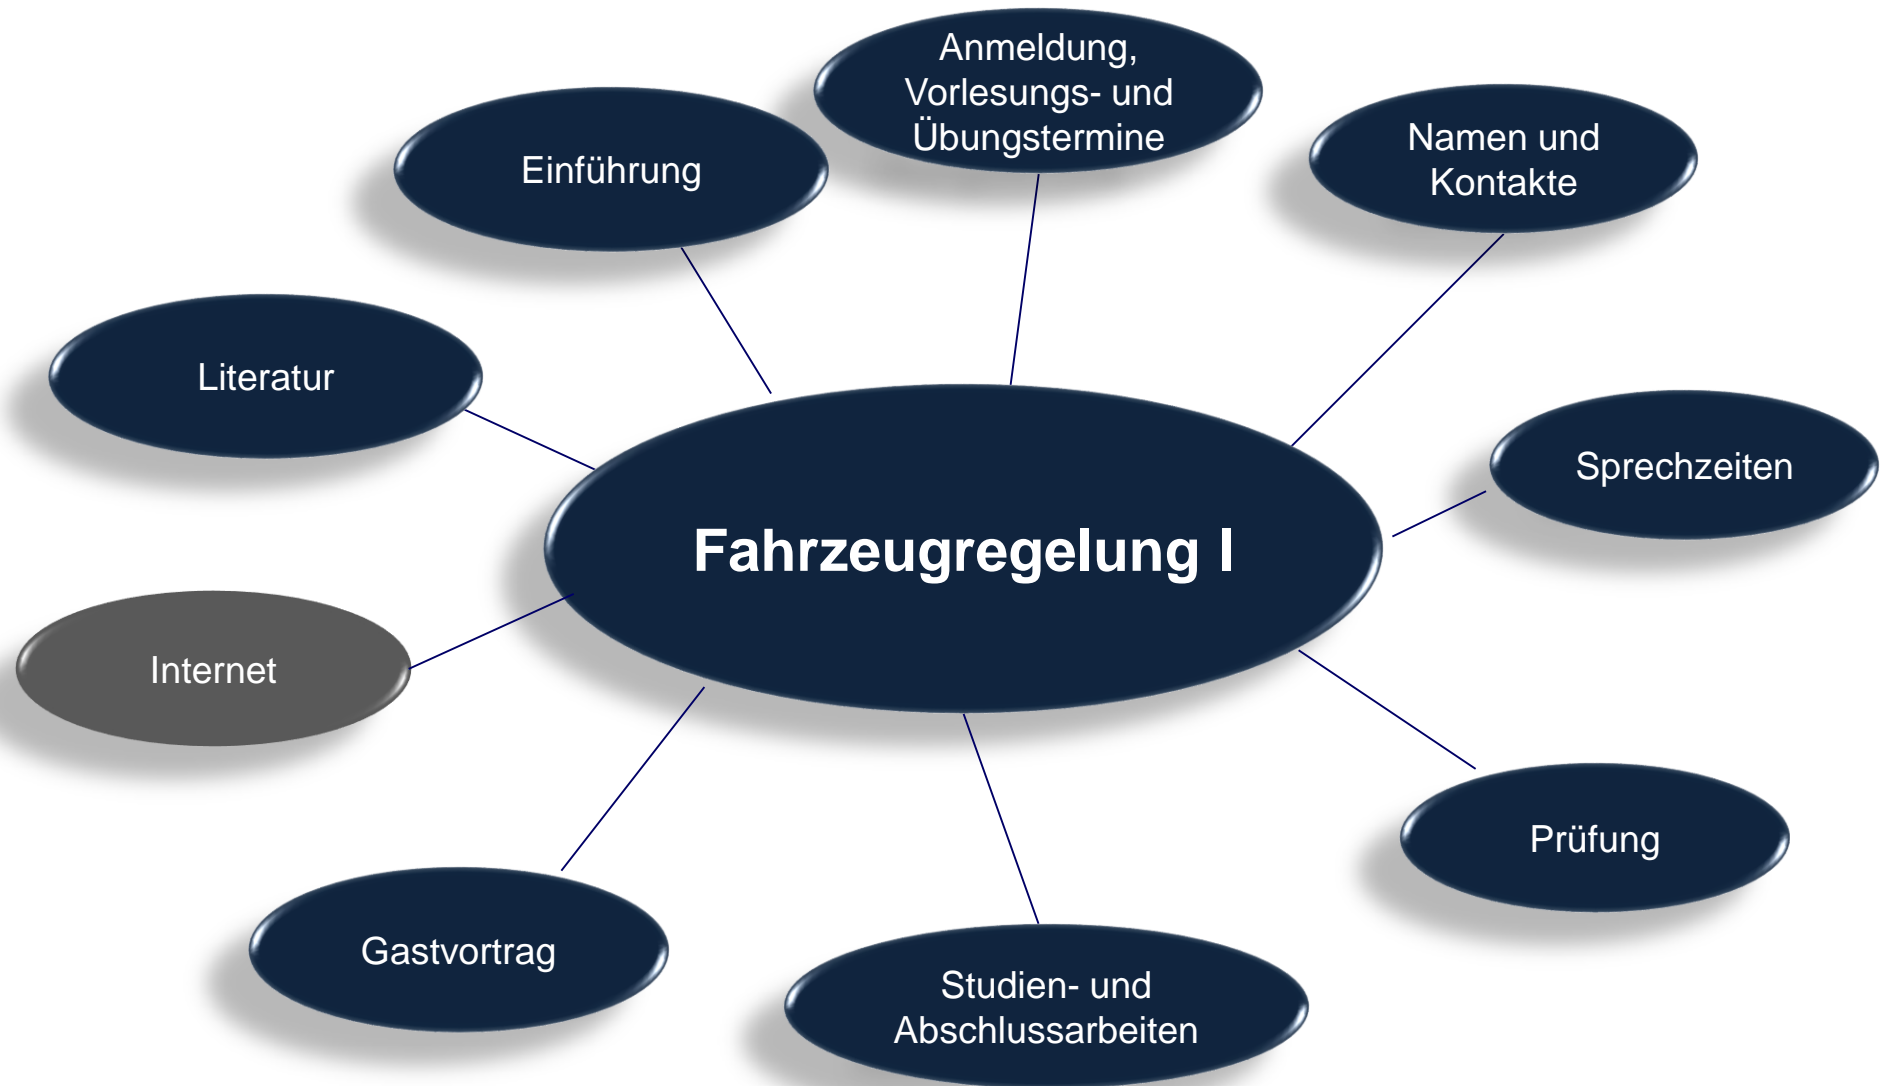 Anmeldung,
Vorlesungs- und
Übungstermine
Einführung
Namen und
Kontakte
Literatur
Sprechzeiten
Fahrzeugregelung I
Internet
Prüfung
Gastvortrag
Studien- und
Abschlussarbeiten